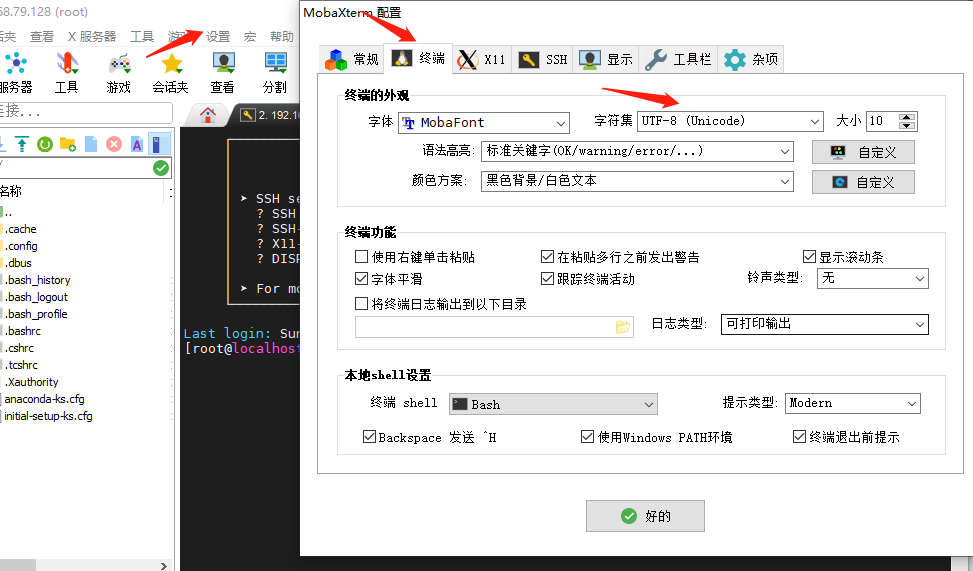 58.79.128 (root)
查看 X 服务器 工具 设置 宏 帮助
服务器 工具 游戏 会话夹 查看 分割
连接...
2. 192.16
名称
..
.cache
.config
.dbus
.bash_history
.bash_logout
.bash_profile
.bashrc
.cshrc
.tcshrc
.Xauthority
anaconda-ks.cfg
initial-setup-ks.cfg
➤ SSH se
? SSH
? SSH-
? X11-
? DISP
➤ For mo
Last login: Sun
[root@localhost
MobaXterm 配置
常规 终端 X11 SSH 显示 工具栏 杂项
终端的外观
字体 MobaFont 字符集 UTF-8 (Unicode) 大小 10
语法高亮: 标准关键字(OK/warning/error/...) 自定义
颜色方案: 黑色背景/白色文本 自定义
终端功能
使用右键单击粘贴 在粘贴多行之前发出警告 显示滚动条
字体平滑 跟踪终端活动 铃声类型: 无
将终端日志输出到以下目录
日志类型: 可打印输出
本地shell设置
终端 shell Bash 提示类型: Modern
Backspace 发送 ^H 使用Windows PATH环境 终端退出前提示
好的